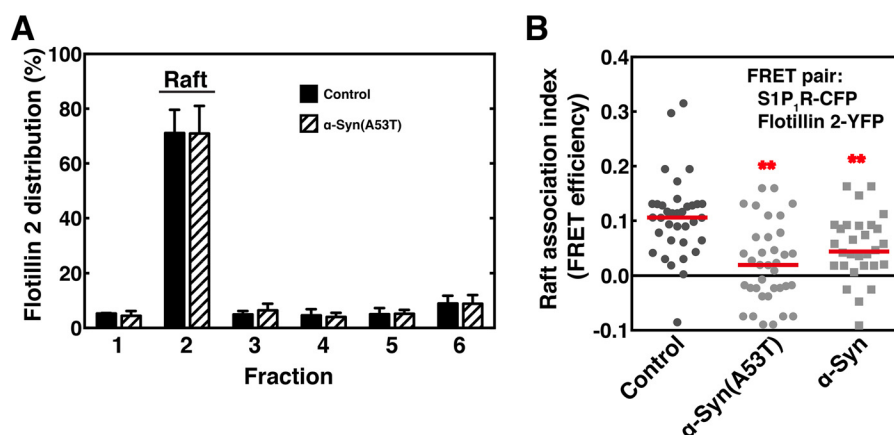 A
Flotillin 2 distribution (%)
100
80
60
40
20
0
Raft
Control
α-Syn(A53T)
1 2 3 4 5 6
Fraction
B
Raft association index
(FRET efficiency)
0.4
0.3
0.2
0.1
0.0
-0.1
FRET pair:
S1P₁R-CFP
Flotillin 2-YFP
**
**
Control
α-Syn(A53T)
α-Syn